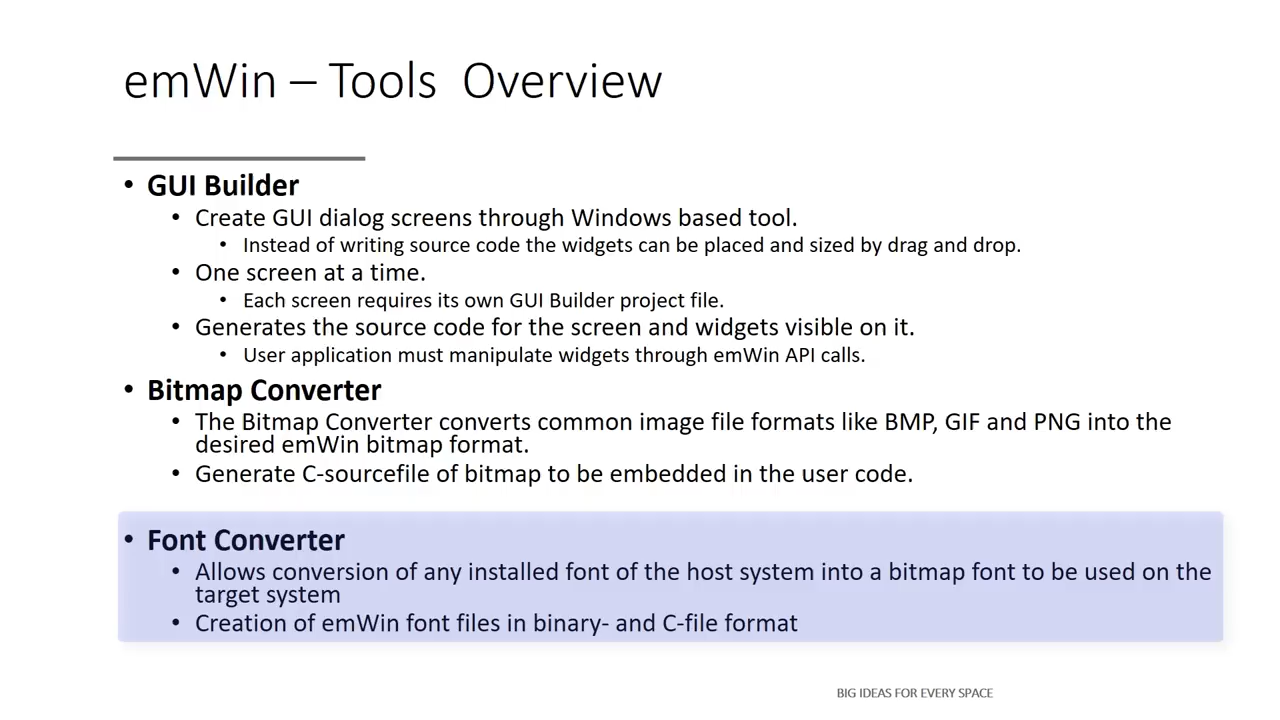 emWin – Tools Overview
• GUI Builder
• Create GUI dialog screens through Windows based tool.
• Instead of writing source code the widgets can be placed and sized by drag and drop.
• One screen at a time.
• Each screen requires its own GUI Builder project file.
• Generates the source code for the screen and widgets visible on it.
• User application must manipulate widgets through emWin API calls.
• Bitmap Converter
• The Bitmap Converter converts common image file formats like BMP, GIF and PNG into the
desired emWin bitmap format.
• Generate C-sourcefile of bitmap to be embedded in the user code.
• Font Converter
• Allows conversion of any installed font of the host system into a bitmap font to be used on the
target system
• Creation of emWin font files in binary- and C-file format
BIG IDEAS FOR EVERY SPACE